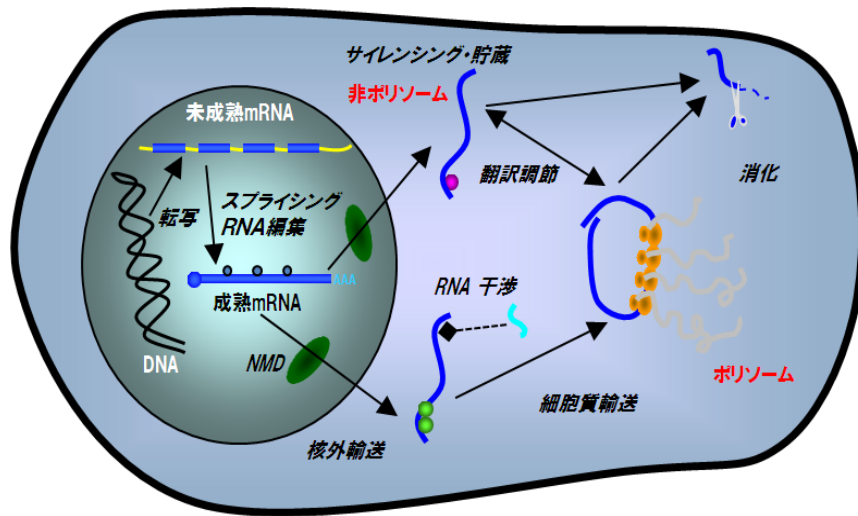 サイレンシング・貯蔵
非ポリソーム
未成熟mRNA
翻訳調節
消化
転写
スプライシング
RNA編集
AAA
成熟mRNA
RNA 干渉
DNA
NMD
ポリソーム
細胞質輸送
核外輸送